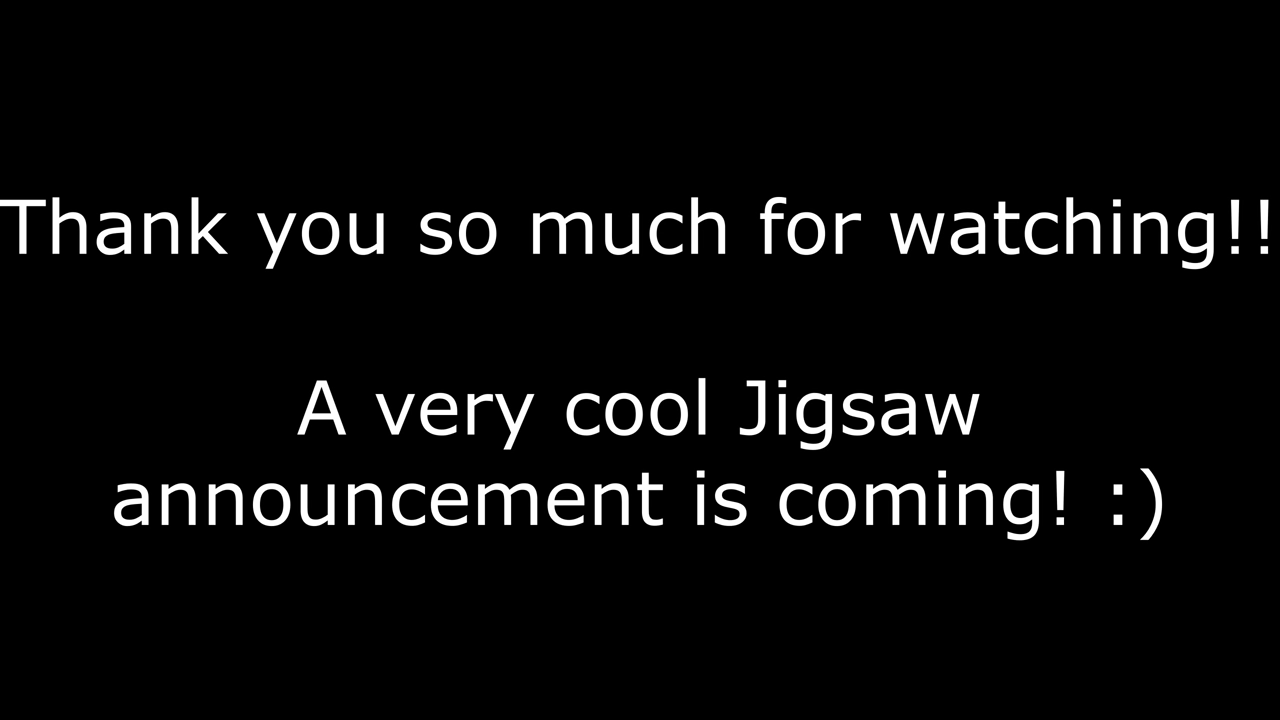 Thank you so much for watching!!
A very cool Jigsaw
announcement is coming! :)